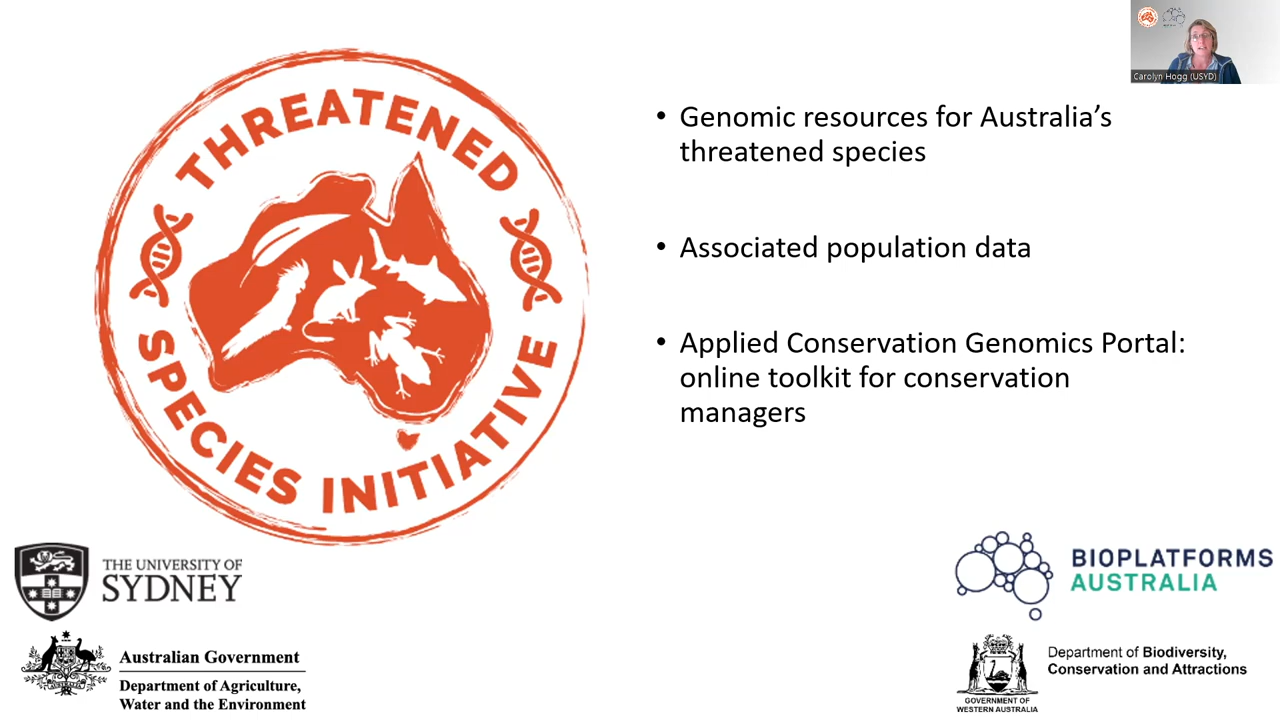 Carolyn Hogg (USYD)
THREATENED
SPECIES INITIATIVE
• Genomic resources for Australia’s
threatened species
• Associated population data
• Applied Conservation Genomics Portal:
online toolkit for conservation
managers
THE UNIVERSITY OF
SYDNEY
Australian Government
Department of Agriculture,
Water and the Environment
BIOPLATFORMS
AUSTRALIA
GOVERNMENT OF
WESTERN AUSTRALIA
Department of Biodiversity,
Conservation and Attractions